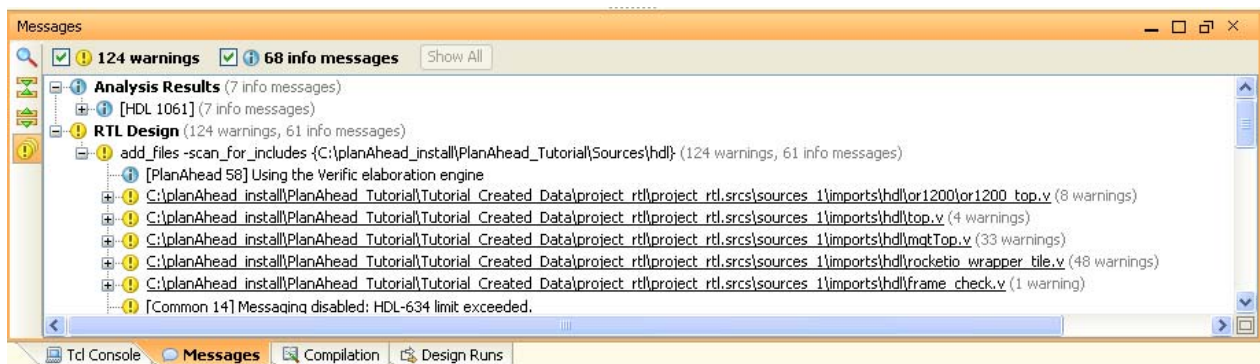 Messages
124 warnings 68 info messages Show All
Analysis Results (7 info messages)
[HDL 1061] (7 info messages)
RTL Design (124 warnings, 61 info messages)
add_files -scan_for_includes {C:\planAhead_install\PlanAhead_Tutorial\Sources\hdl} (124 warnings, 61 info messages)
[PlanAhead 58] Using the Verific elaboration engine
C:\planAhead_install\PlanAhead_Tutorial\Tutorial_Created_Data\project_rtl\project_rtl.srcs\sources_1\imports\hdl\or1200\or1200_top.v (8 warnings)
C:\planAhead_install\PlanAhead_Tutorial\Tutorial_Created_Data\project_rtl\project_rtl.srcs\sources_1\imports\hdl\top.v (4 warnings)
C:\planAhead_install\PlanAhead_Tutorial\Tutorial_Created_Data\project_rtl\project_rtl.srcs\sources_1\imports\hdl\mgtTop.v (33 warnings)
C:\planAhead_install\PlanAhead_Tutorial\Tutorial_Created_Data\project_rtl\project_rtl.srcs\sources_1\imports\hdl\rocketio_wrapper_tile.v (48 warnings)
C:\planAhead_install\PlanAhead_Tutorial\Tutorial_Created_Data\project_rtl\project_rtl.srcs\sources_1\imports\hdl\frame_check.v (1 warning)
[Common 14] Messaging disabled: HDL-634 limit exceeded.
Tcl Console Messages Compilation Design Runs